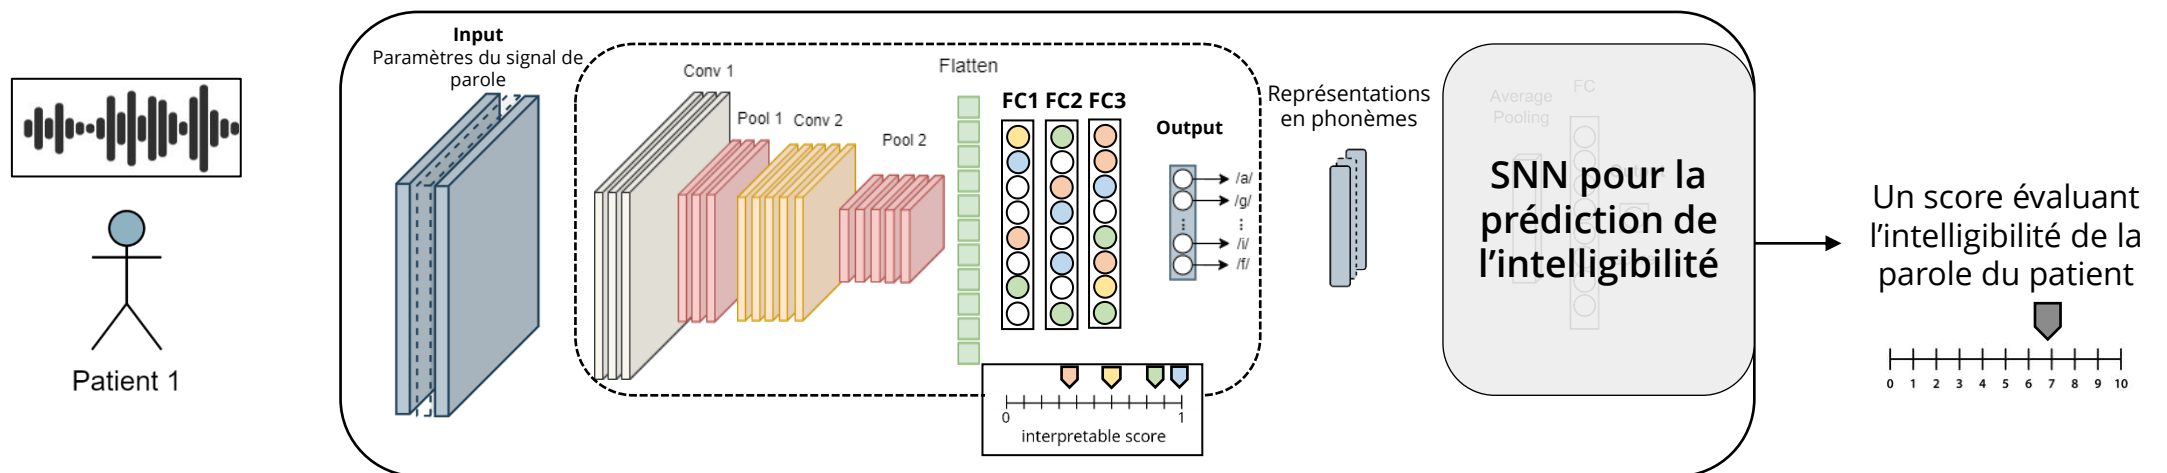 Patient 1
Input
Paramètres du signal de
parole
Conv 1
Pool 1
Conv 2
Pool 2
Flatten
FC1 FC2 FC3
Output
/a/
/g/
/i/
/f/
0
1
interpretable score
Représentations
en phonèmes
Average
Pooling
FC
SNN pour la
prédiction de
l'intelligibilité
Un score évaluant
l'intelligibilité de la
parole du patient
0 1 2 3 4 5 6 7 8 9 10